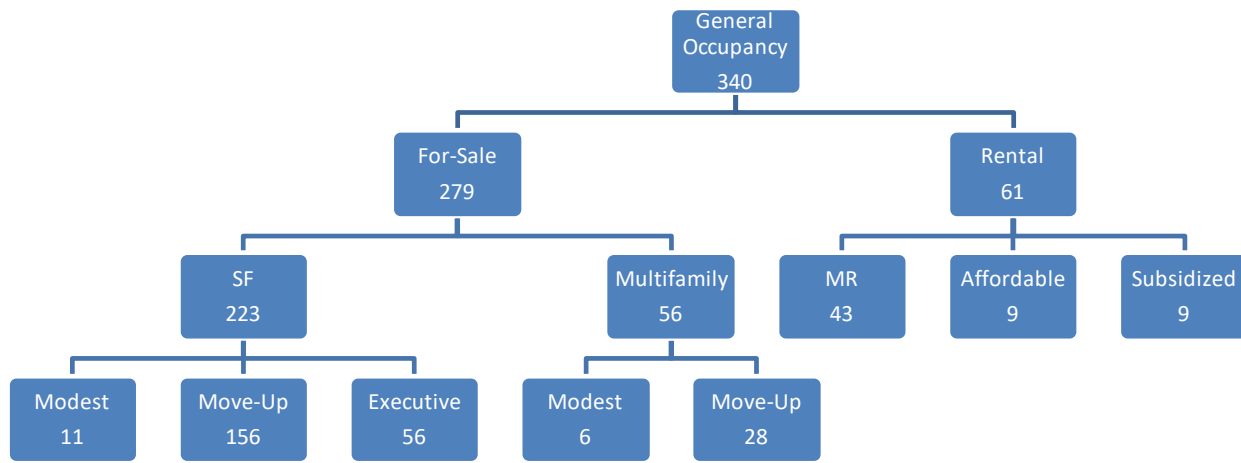 General
Occupancy
340
For-Sale
279
Rental
61
SF
223
Multifamily
56
MR
43
Affordable
9
Subsidized
9
Modest
11
Move-Up
156
Executive
56
Modest
6
Move-Up
28